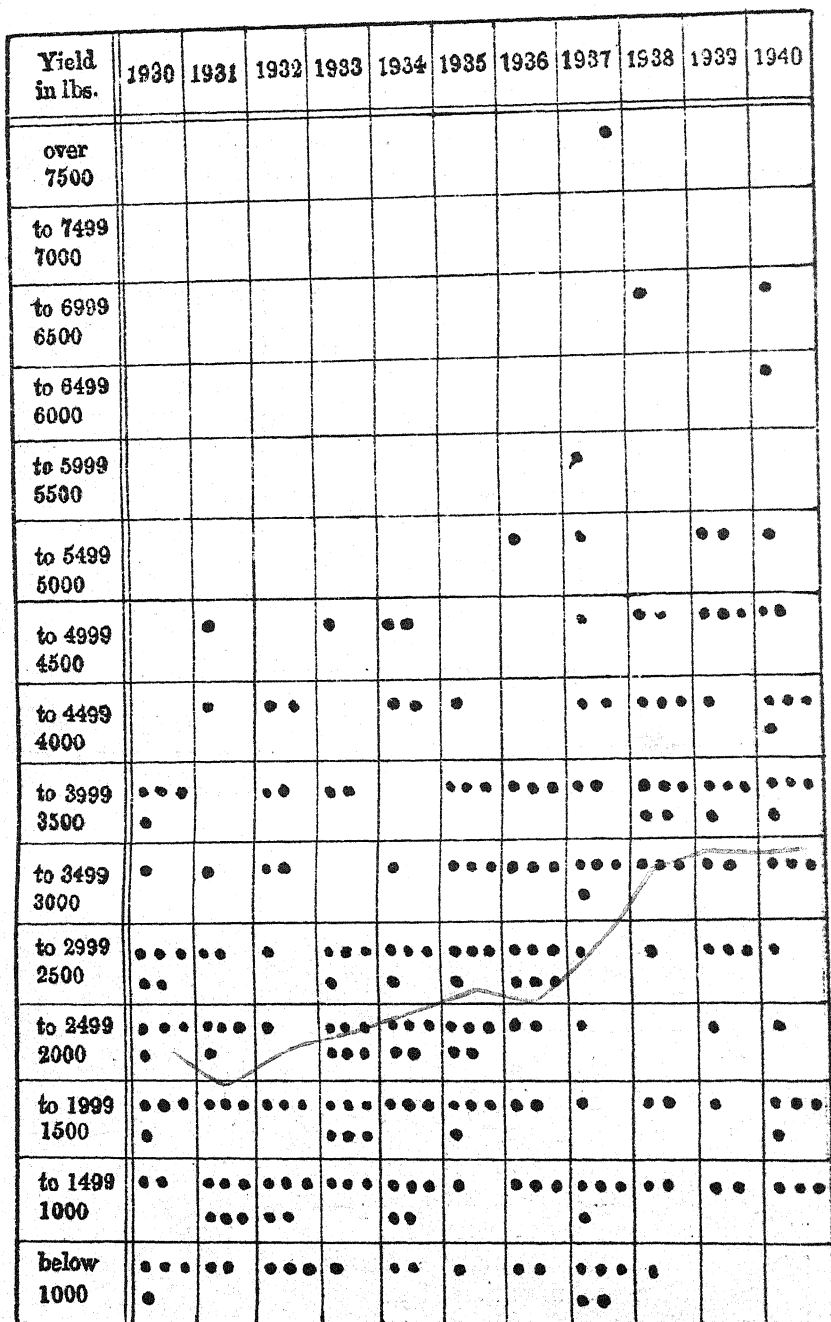 Yield
in lbs.
1930 1931 1932 1933 1934 1935 1936 1937 1938 1939 1940
over
7500
to 7499
7000
to 6999
6500
to 6499
6000
to 5999
5500
to 5499
5000
to 4999
4500
to 4499
4000
to 3999
3500
to 3499
3000
to 2999
2500
to 2499
2000
to 1999
1500
to 1499
1000
below
1000